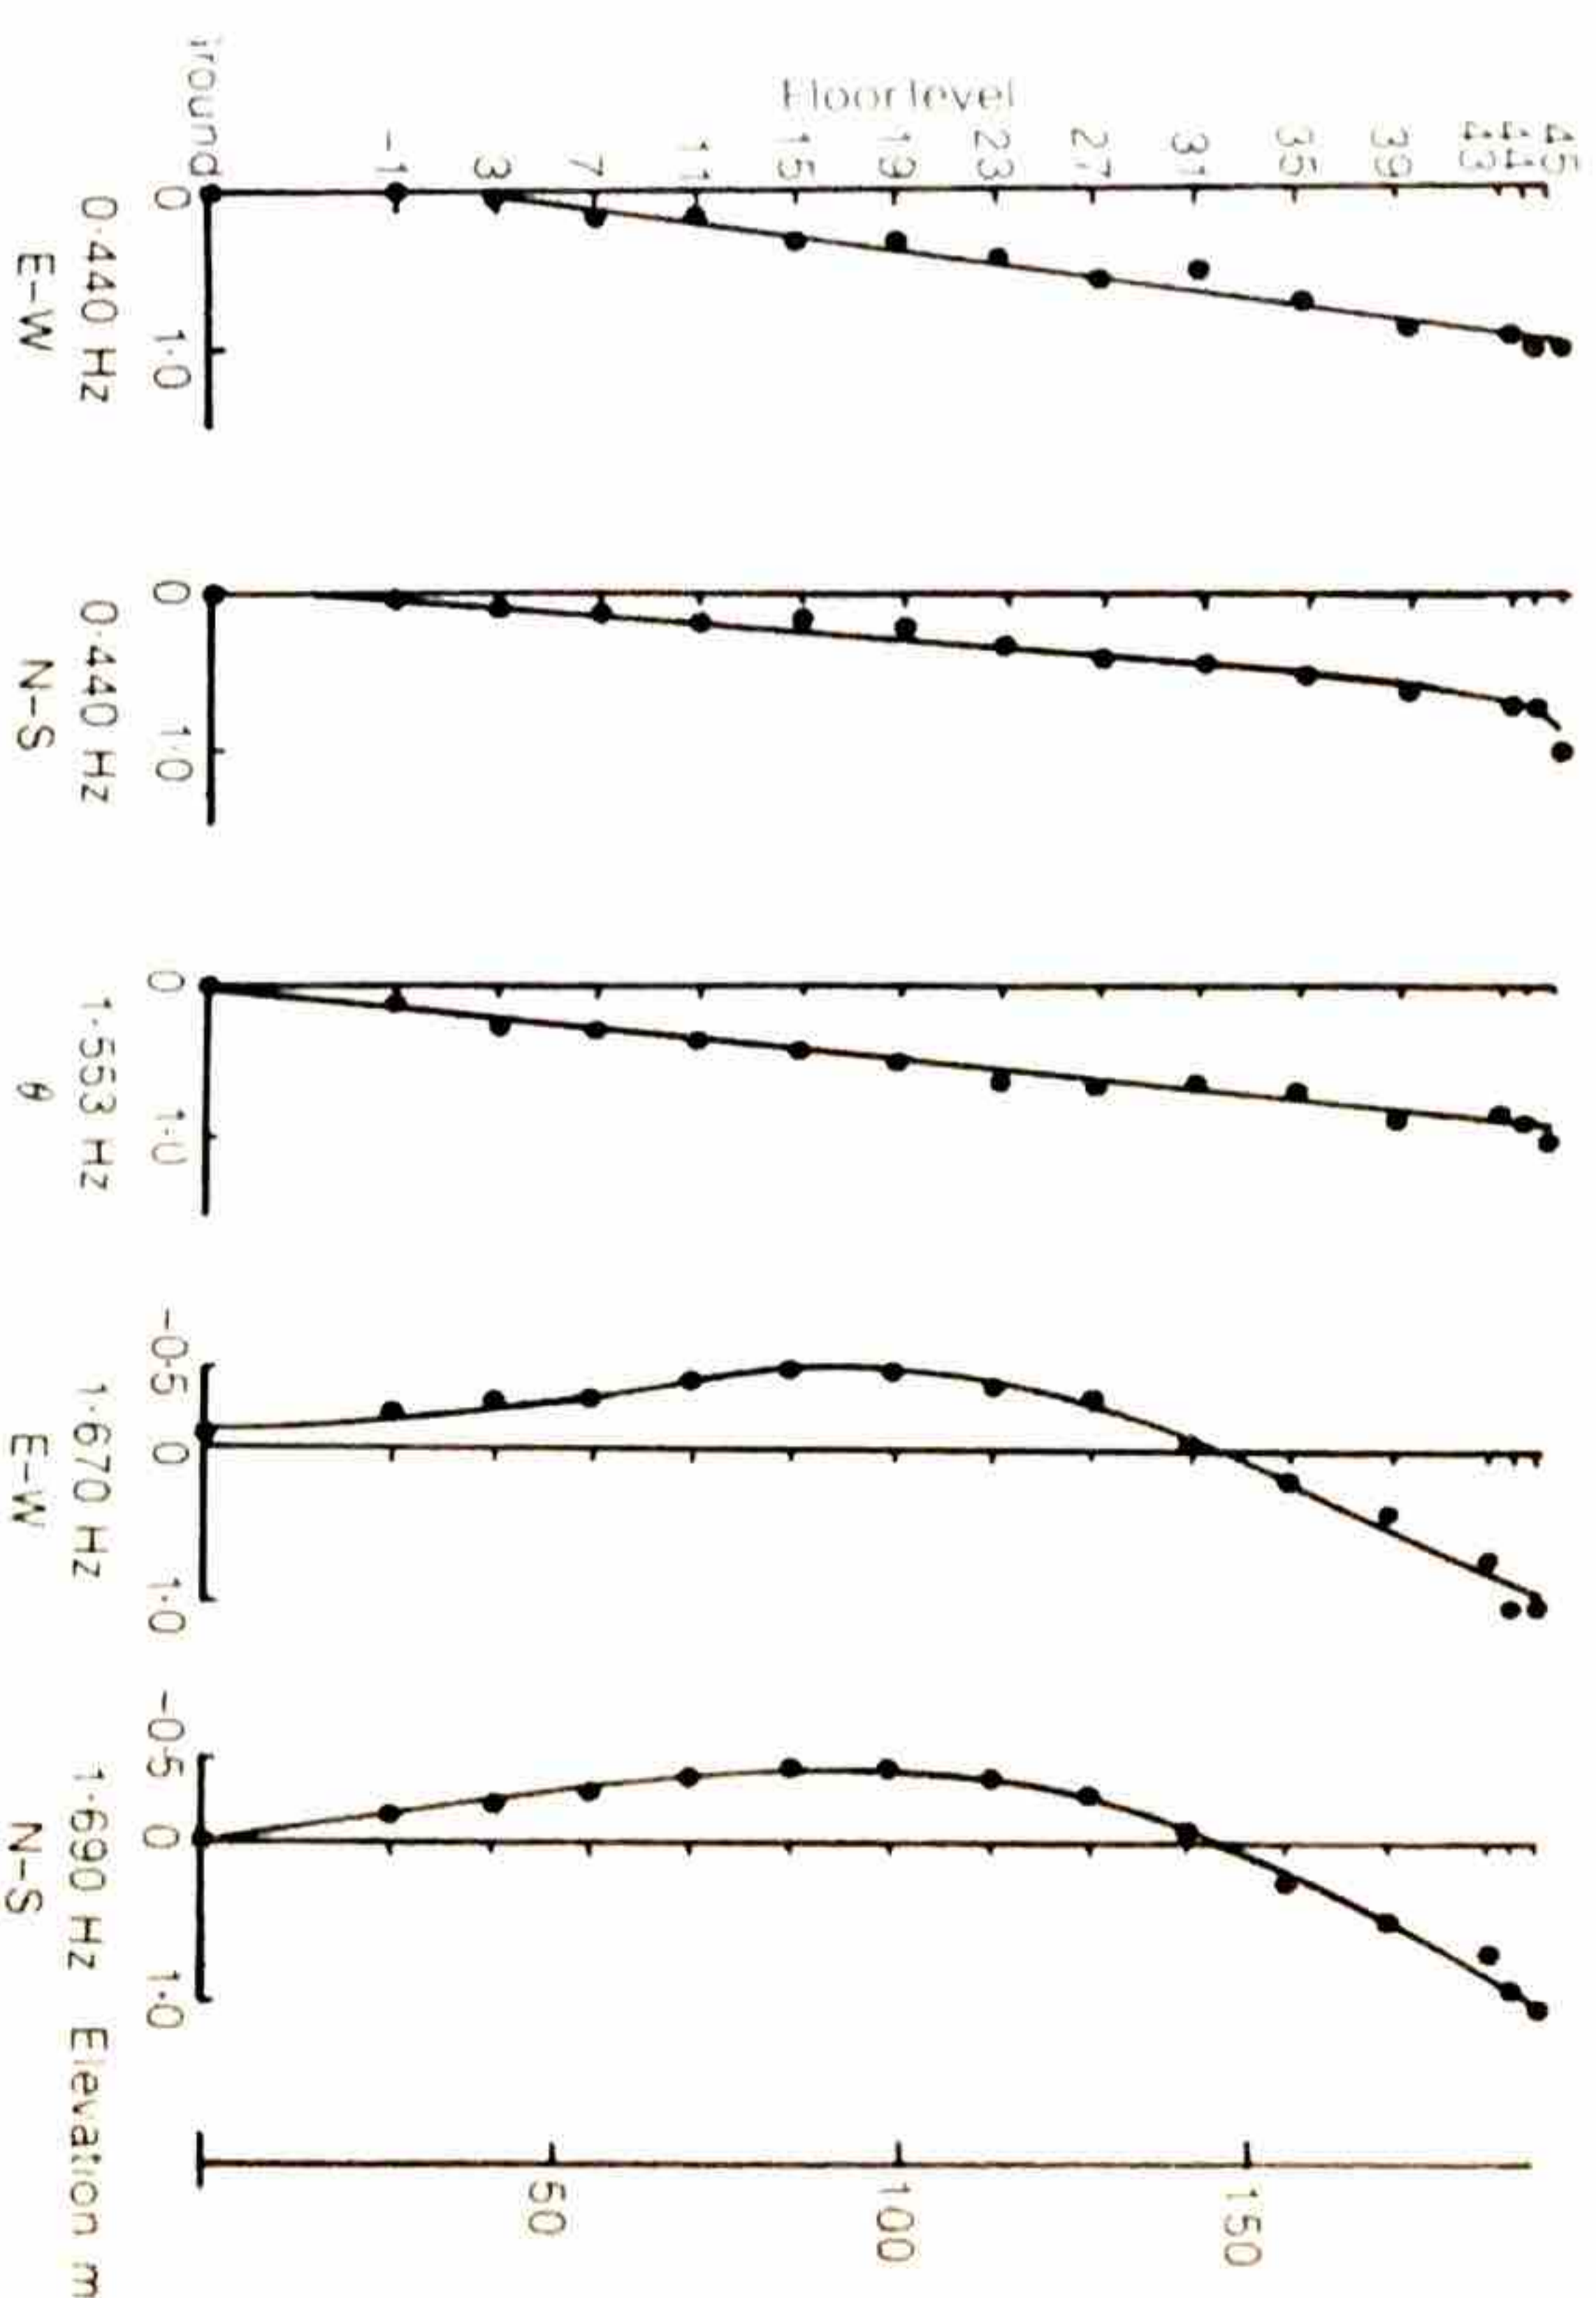 Floor level
45
44
43
39
35
31
27
23
19
15
11
7
3
-1
0 1·0
0·440 Hz
E-W
0 1·0
0·440 Hz
N-S
0 1·0
1·553 Hz
θ
-0·5 0 1·0
1·670 Hz
E-W
-0·5 0 1·0
1·690 Hz
N-S
150
100
50
Elevation m